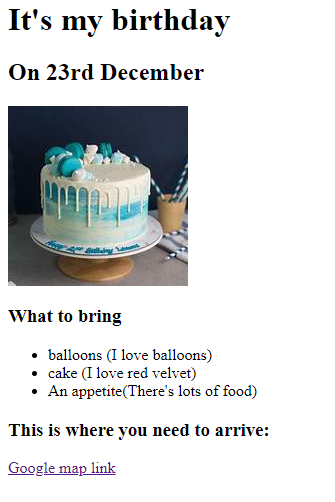 It's my birthday
On 23rd December
Birthday
What to bring
balloons (I love balloons)
cake (I love red velvet)
An appetite(There's lots of food)
This is where you need to arrive:
Google map link